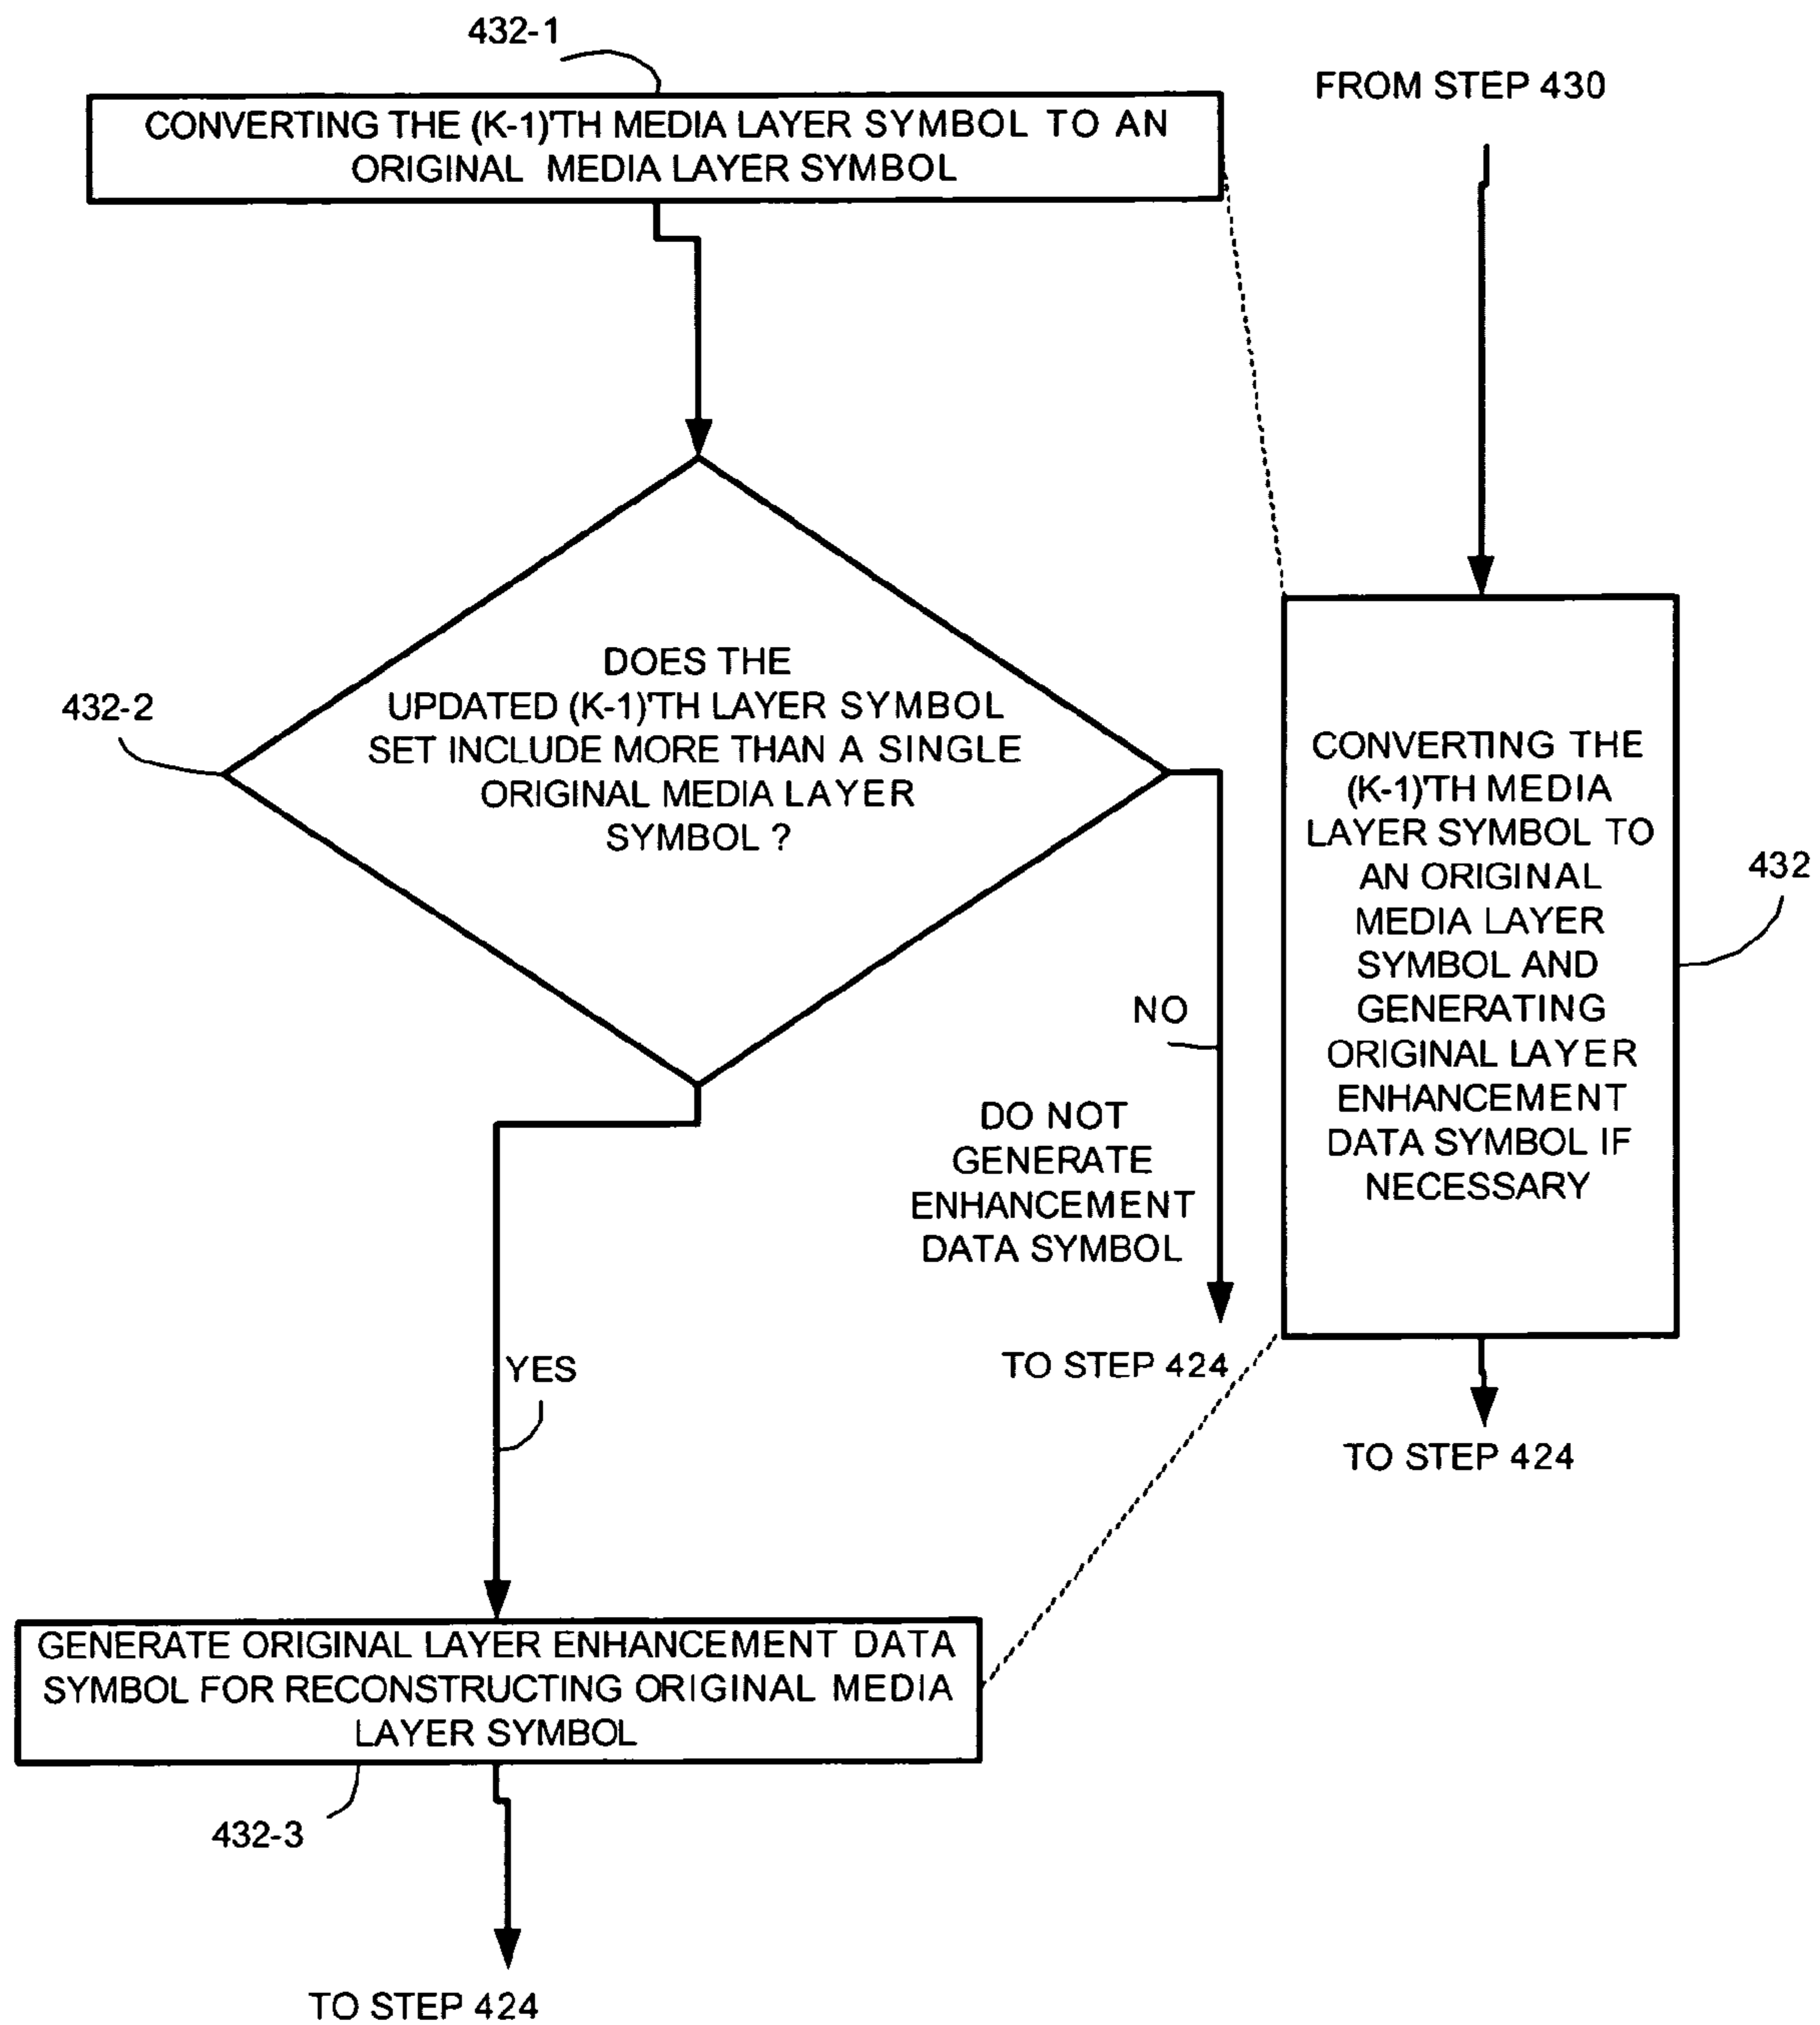 432-1
CONVERTING THE (K-1)'TH MEDIA LAYER SYMBOL TO AN
ORIGINAL MEDIA LAYER SYMBOL
FROM STEP 430
432-2
DOES THE
UPDATED (K-1)'TH LAYER SYMBOL
SET INCLUDE MORE THAN A SINGLE
ORIGINAL MEDIA LAYER
SYMBOL ?
CONVERTING THE
(K-1)'TH MEDIA
LAYER SYMBOL TO
AN ORIGINAL
MEDIA LAYER
SYMBOL AND
GENERATING
ORIGINAL LAYER
ENHANCEMENT
DATA SYMBOL IF
NECESSARY
432
NO
DO NOT
GENERATE
ENHANCEMENT
DATA SYMBOL
TO STEP 424
YES
TO STEP 424
GENERATE ORIGINAL LAYER ENHANCEMENT DATA
SYMBOL FOR RECONSTRUCTING ORIGINAL MEDIA
LAYER SYMBOL
432-3
TO STEP 424